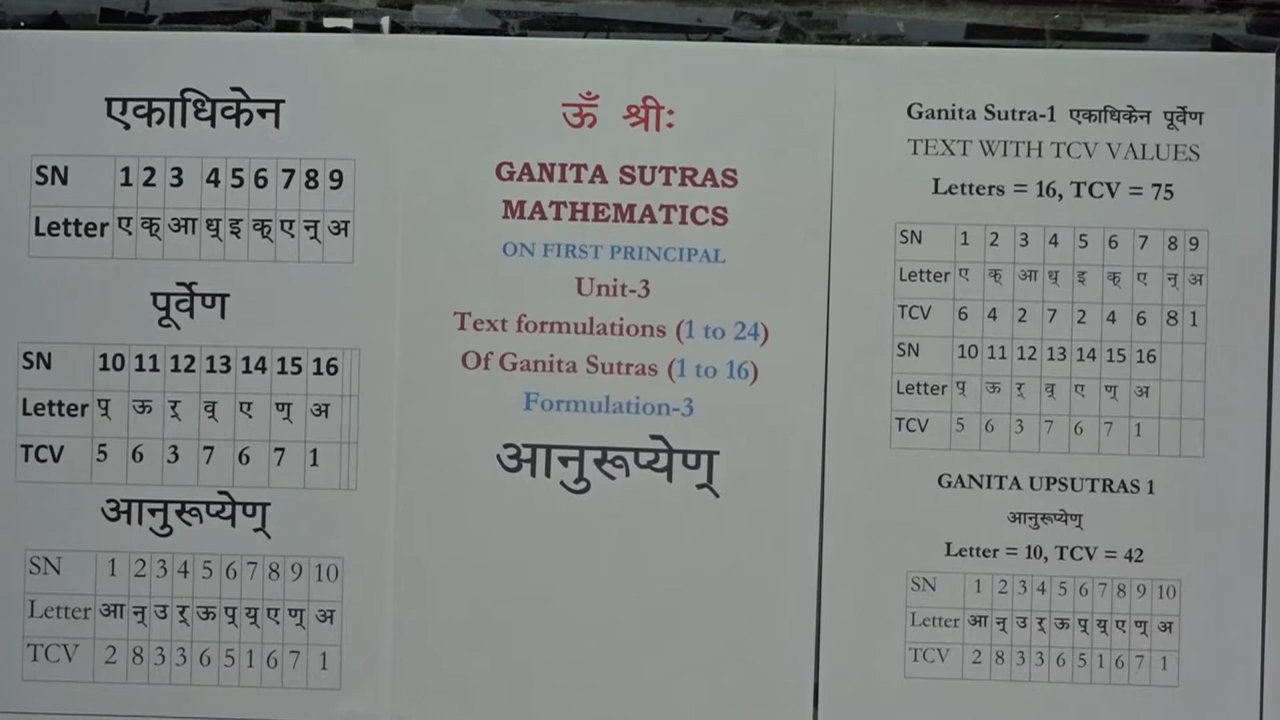 एकाधिकेन
SN 1 2 3 4 5 6 7 8 9
Letter ए क् आ ध् इ क् ए न् अ
पूर्वेण
SN 10 11 12 13 14 15 16
Letter प् ऊ र् व् ए ण् अ
TCV 5 6 3 7 6 7 1
आनुरूप्येण्
SN 1 2 3 4 5 6 7 8 9 10
Letter आ न् उ र् ऊ प् य् ए ण् अ
TCV 2 8 3 3 6 5 1 6 7 1
ऊँ श्रीः
GANITA SUTRAS
MATHEMATICS
ON FIRST PRINCIPAL
Unit-3
Text formulations (1 to 24)
Of Ganita Sutras (1 to 16)
Formulation-3
आनुरूप्येण्
Ganita Sutra-1 एकाधिकेन पूर्वेण
TEXT WITH TCV VALUES
Letters = 16, TCV = 75
SN 1 2 3 4 5 6 7 8 9
Letter ए क् आ ध् इ क् ए न् अ
TCV 6 4 2 7 2 4 6 8 1
SN 10 11 12 13 14 15 16
Letter प् ऊ र् व् ए ण् अ
TCV 5 6 3 7 6 7 1
GANITA UPSUTRAS 1
आनुरूप्येण्
Letter = 10, TCV = 42
SN 1 2 3 4 5 6 7 8 9 10
Letter आ न् उ र् ऊ प् य् ए ण् अ
TCV 2 8 3 3 6 5 1 6 7 1